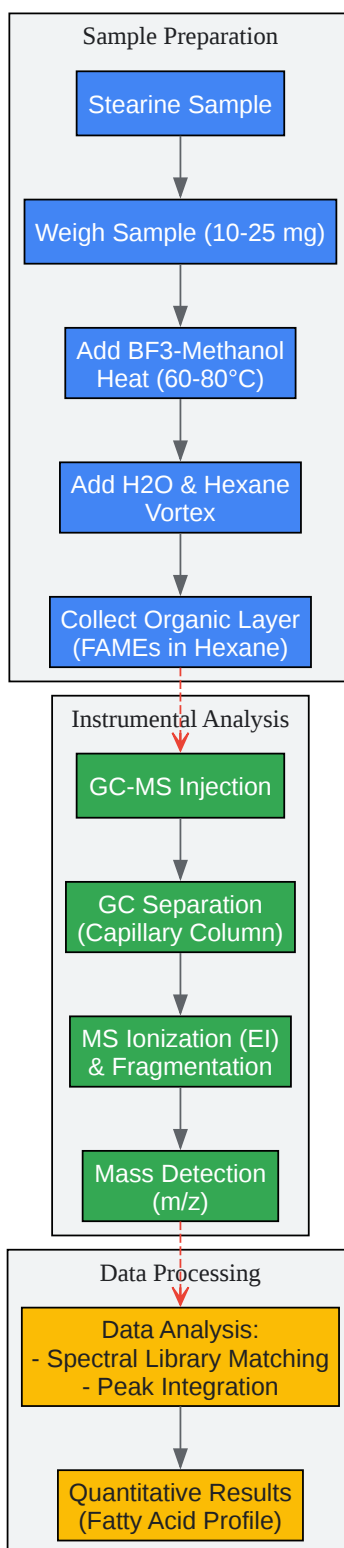 Sample Preparation
Stearine Sample
Weigh Sample (10-25 mg)
Add BF3-Methanol
Heat (60-80°C)
Add H2O & Hexane
Vortex
Collect Organic Layer
(FAMEs in Hexane)
Instrumental Analysis
GC-MS Injection
GC Separation
(Capillary Column)
MS Ionization (EI)
& Fragmentation
Mass Detection
(m/z)
Data Processing
Data Analysis:
- Spectral Library Matching
- Peak Integration
Quantitative Results
(Fatty Acid Profile)